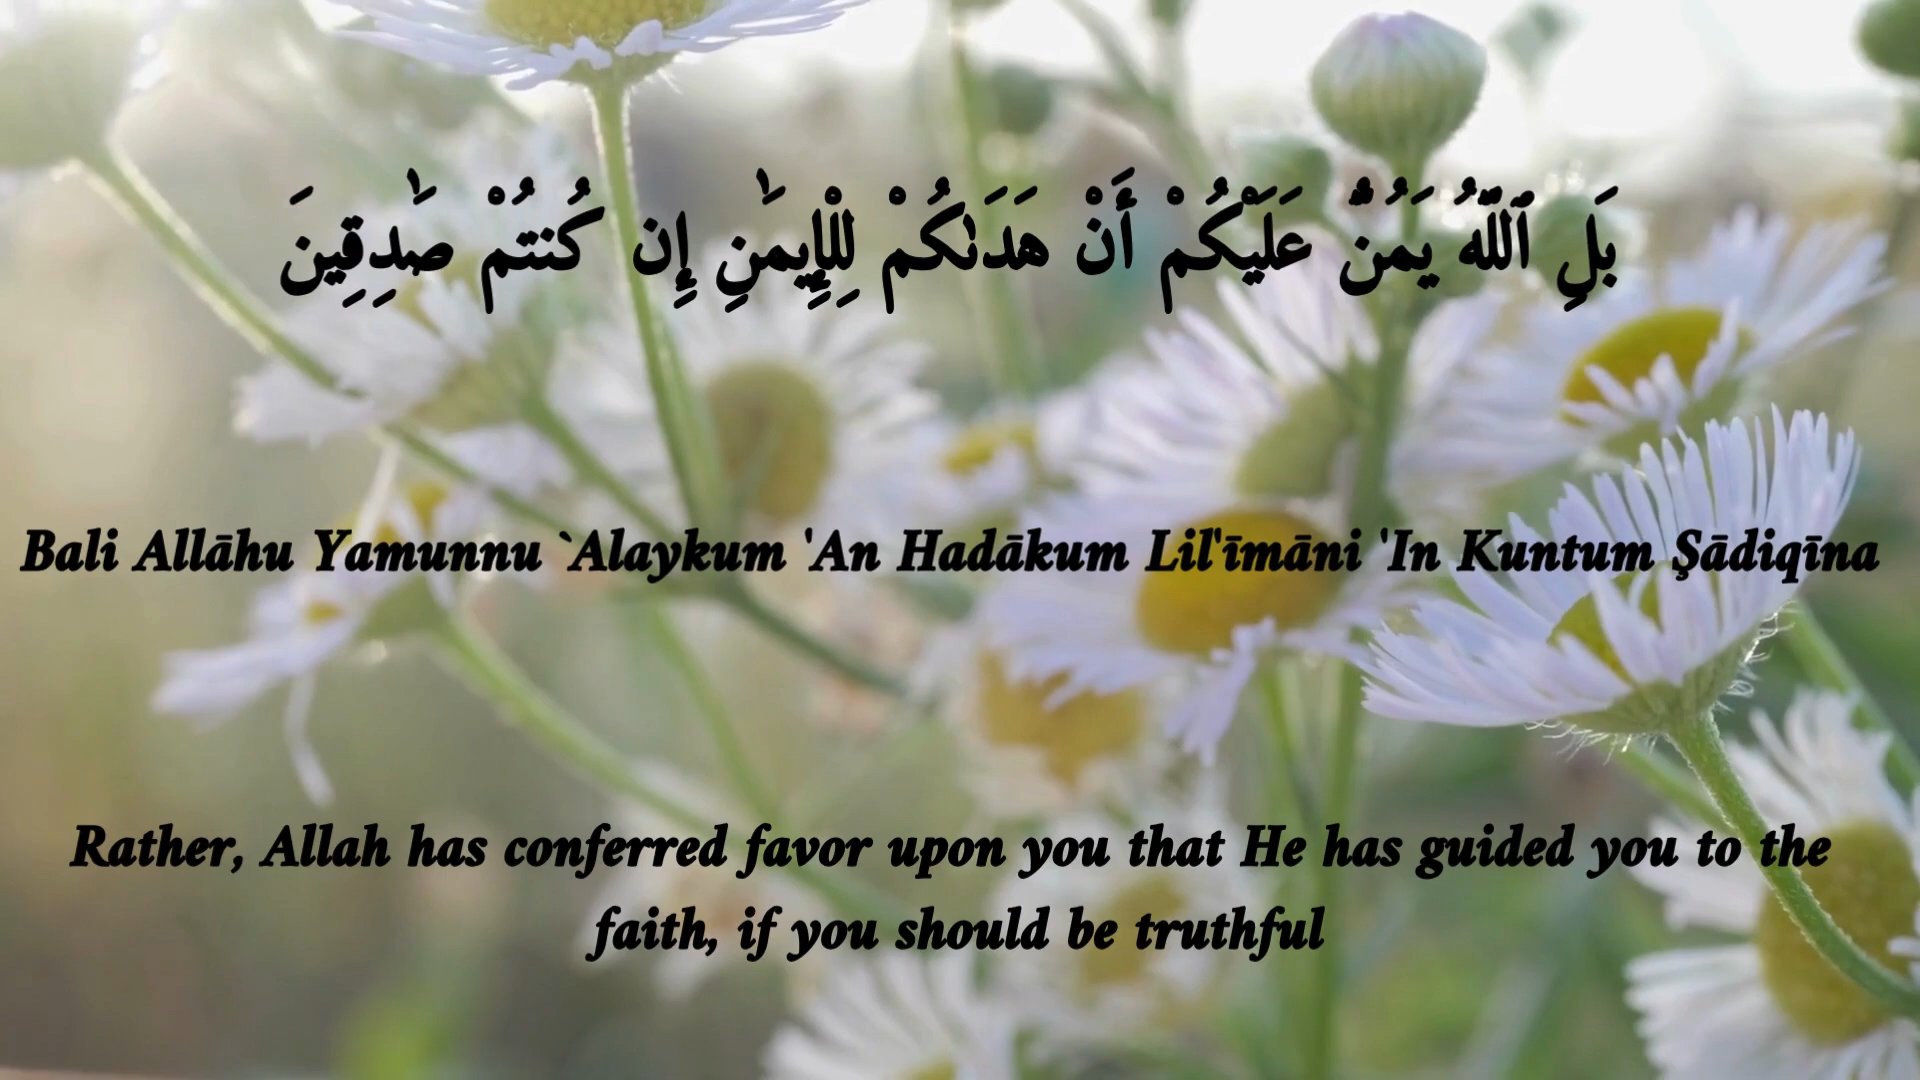 بَلِ ٱللَّهُ يَمُنُّ عَلَيْكُمْ أَنْ هَدَىٰكُمْ لِلْإِيمَٰنِ إِن كُنتُمْ صَٰدِقِينَ
Bali Allāhu Yamunnu `Alaykum 'An Hadākum Lil'īmāni 'In Kuntum Şādiqīna
Rather, Allah has conferred favor upon you that He has guided you to the
faith, if you should be truthful